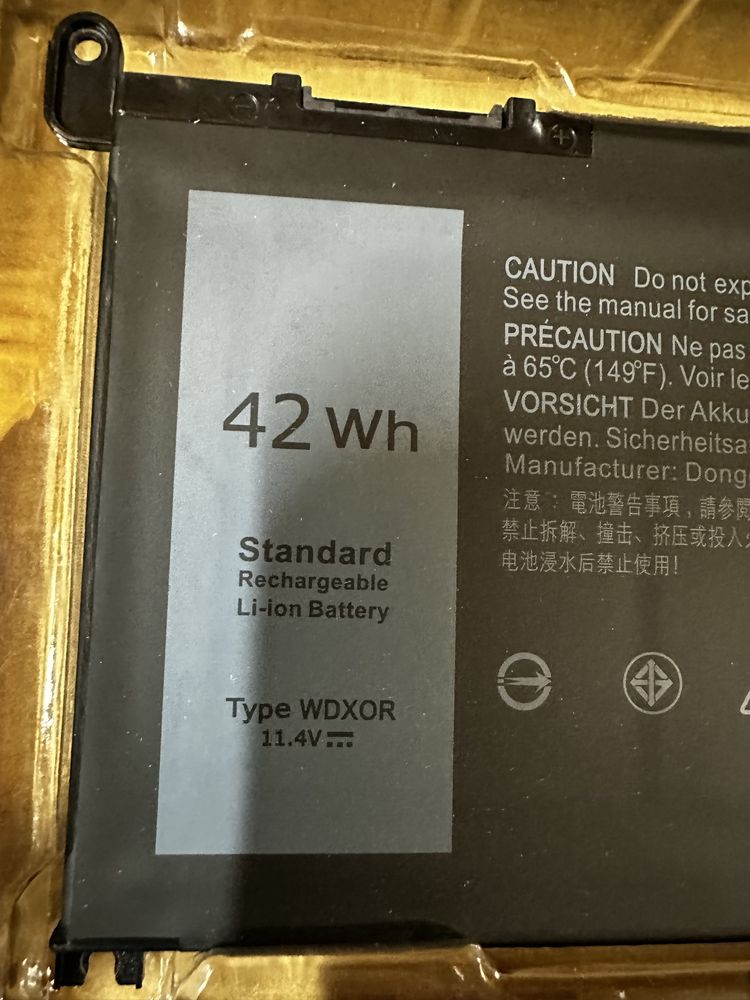 42 Wh
Standard
Rechargeable
Li-ion Battery
Type WDXOR
11.4V
CAUTION Do not exp
See the manual for sa
PRÉCAUTION Ne pas
à 65°C (149°F). Voir le
VORSICHT Der Akku
werden. Sicherheitsa
Manufacturer: Dong
注意：電池警告事項，請參閱
禁止拆解、撞击、挤压或投入火
电池浸水后禁止使用！